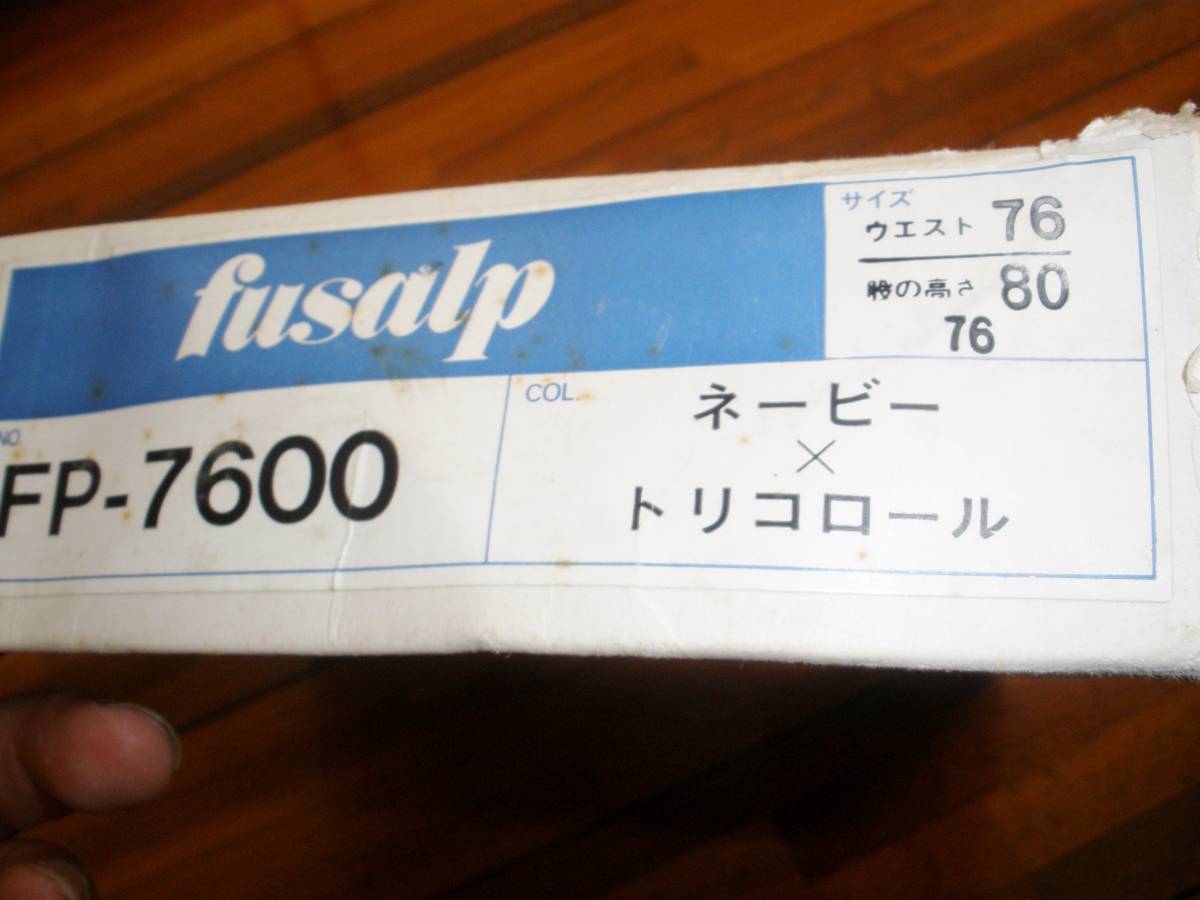 fusalp
サイズ
ウエスト 76
股の高さ 80
76
NO.
FP-7600
COL.
ネービー
×
トリコロール